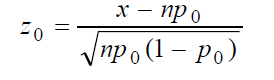 z₀ = (x − np₀) / √(np₀(1 − p₀))